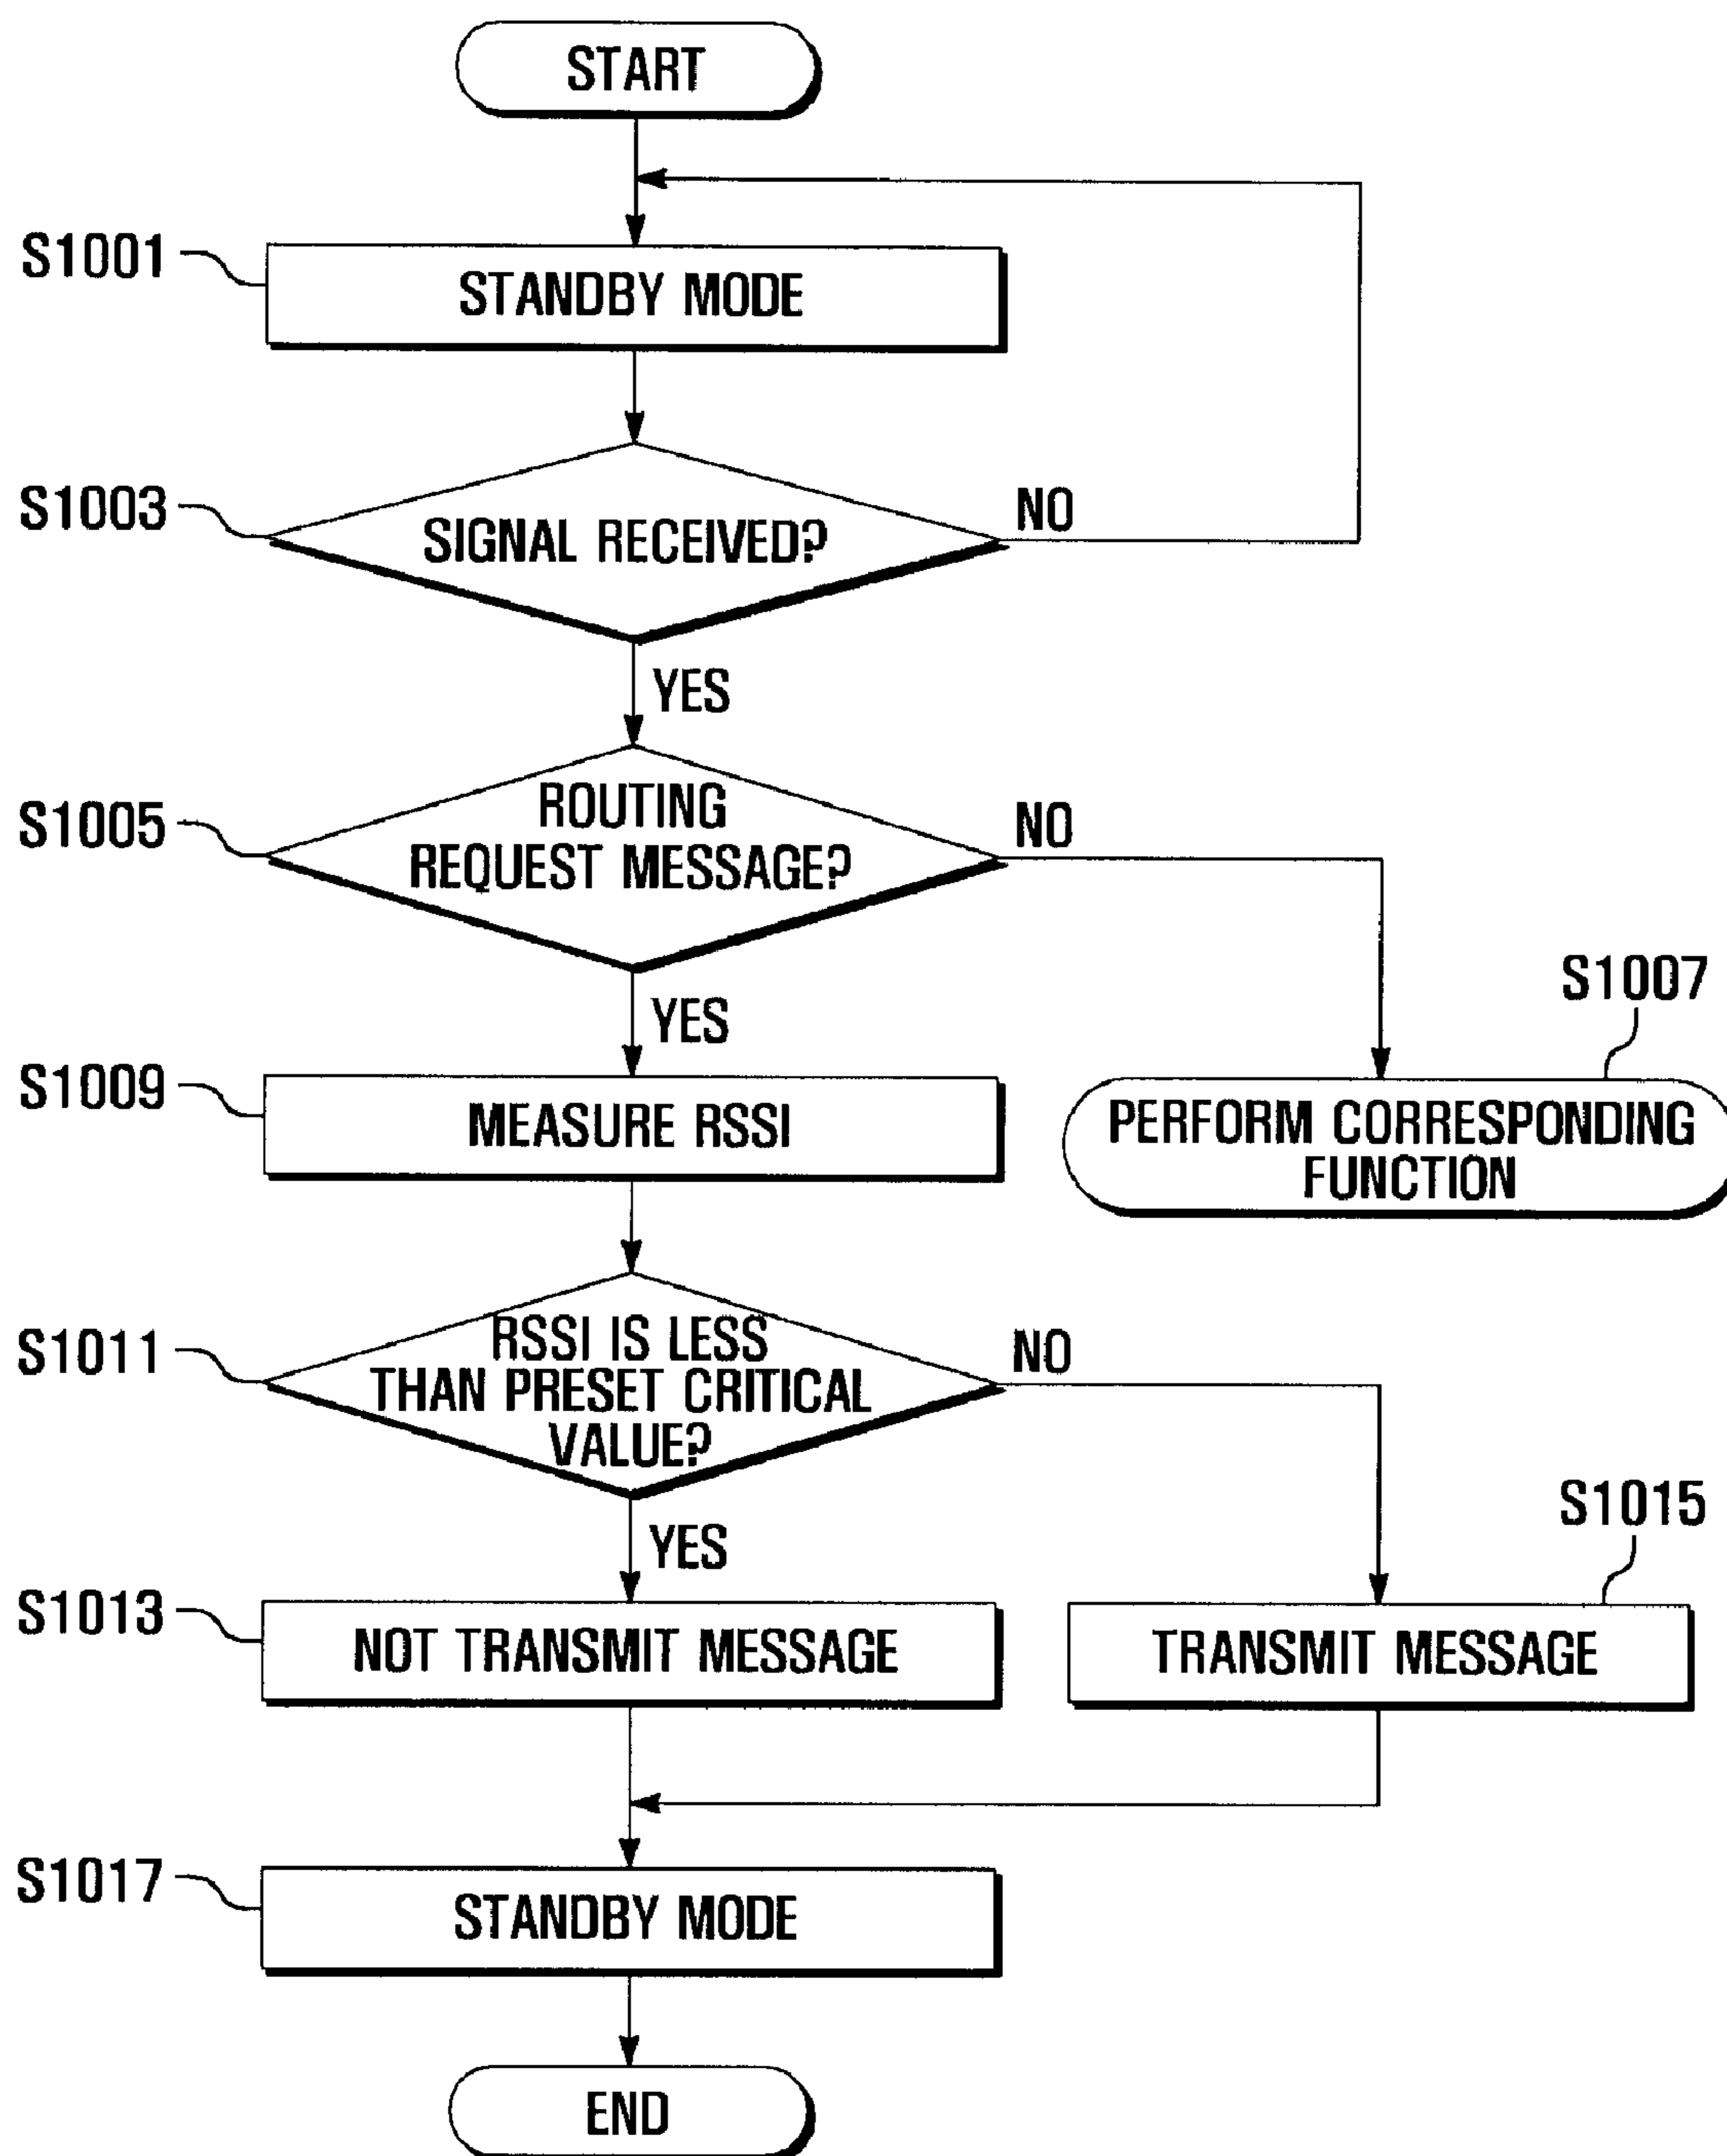 START
S1001
STANDBY MODE
S1003
SIGNAL RECEIVED?
NO
YES
S1005
ROUTING
REQUEST MESSAGE?
NO
YES
S1007
PERFORM CORRESPONDING
FUNCTION
S1009
MEASURE RSSI
S1011
RSSI IS LESS
THAN PRESET CRITICAL
VALUE?
NO
YES
S1013
NOT TRANSMIT MESSAGE
S1015
TRANSMIT MESSAGE
S1017
STANDBY MODE
END